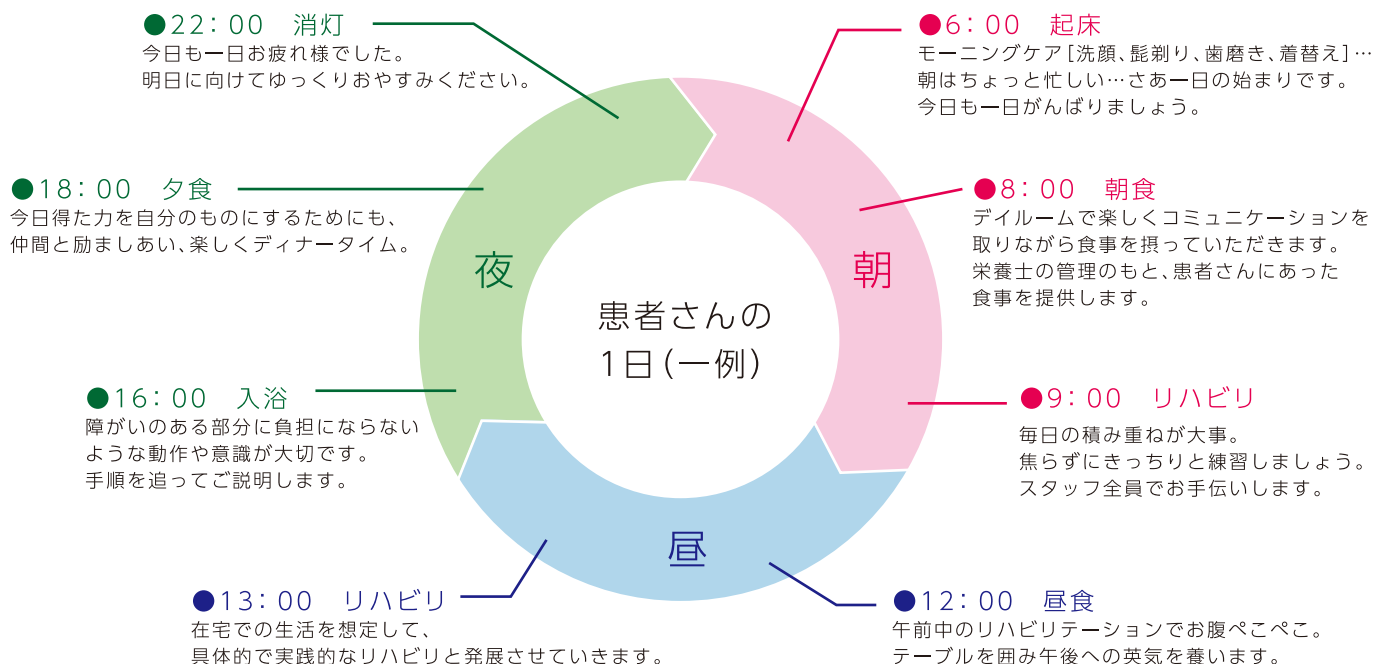 患者さんの
1日(一例)
朝
●6：00　起床
モーニングケア[洗顔、髭剃り、歯磨き、着替え]…
朝はちょっと忙しい…さあ一日の始まりです。
今日も一日がんばりましょう。
●8：00　朝食
デイルームで楽しくコミュニケーションを
取りながら食事を摂っていただきます。
栄養士の管理のもと、患者さんにあった
食事を提供します。
●9：00　リハビリ
毎日の積み重ねが大事。
焦らずにきっちりと練習しましょう。
スタッフ全員でお手伝いします。
昼
●12：00　昼食
午前中のリハビリテーションでお腹ぺこぺこ。
テーブルを囲み午後への英気を養います。
●13：00　リハビリ
在宅での生活を想定して、
具体的で実践的なリハビリと発展させていきます。
夜
●16：00　入浴
障がいのある部分に負担にならない
ような動作や意識が大切です。
手順を追ってご説明します。
●18：00　夕食
今日得た力を自分のものにするためにも、
仲間と励ましあい、楽しくディナータイム。
●22：00　消灯
今日も一日お疲れ様でした。
明日に向けてゆっくりおやすみください。